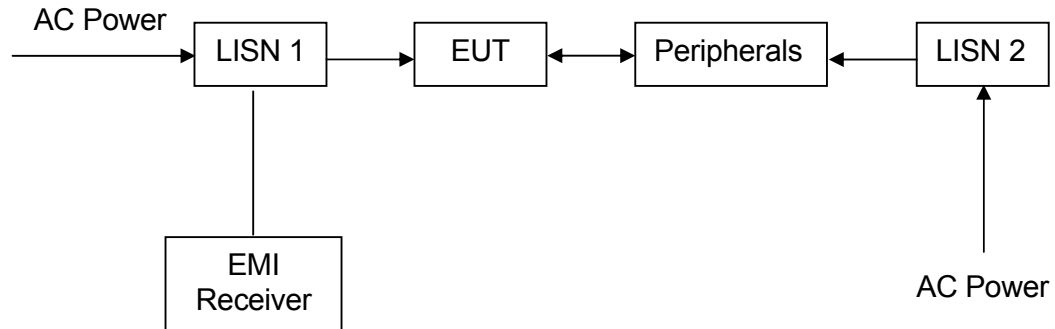 AC Power
LISN 1
EUT
Peripherals
LISN 2
EMI
Receiver
AC Power